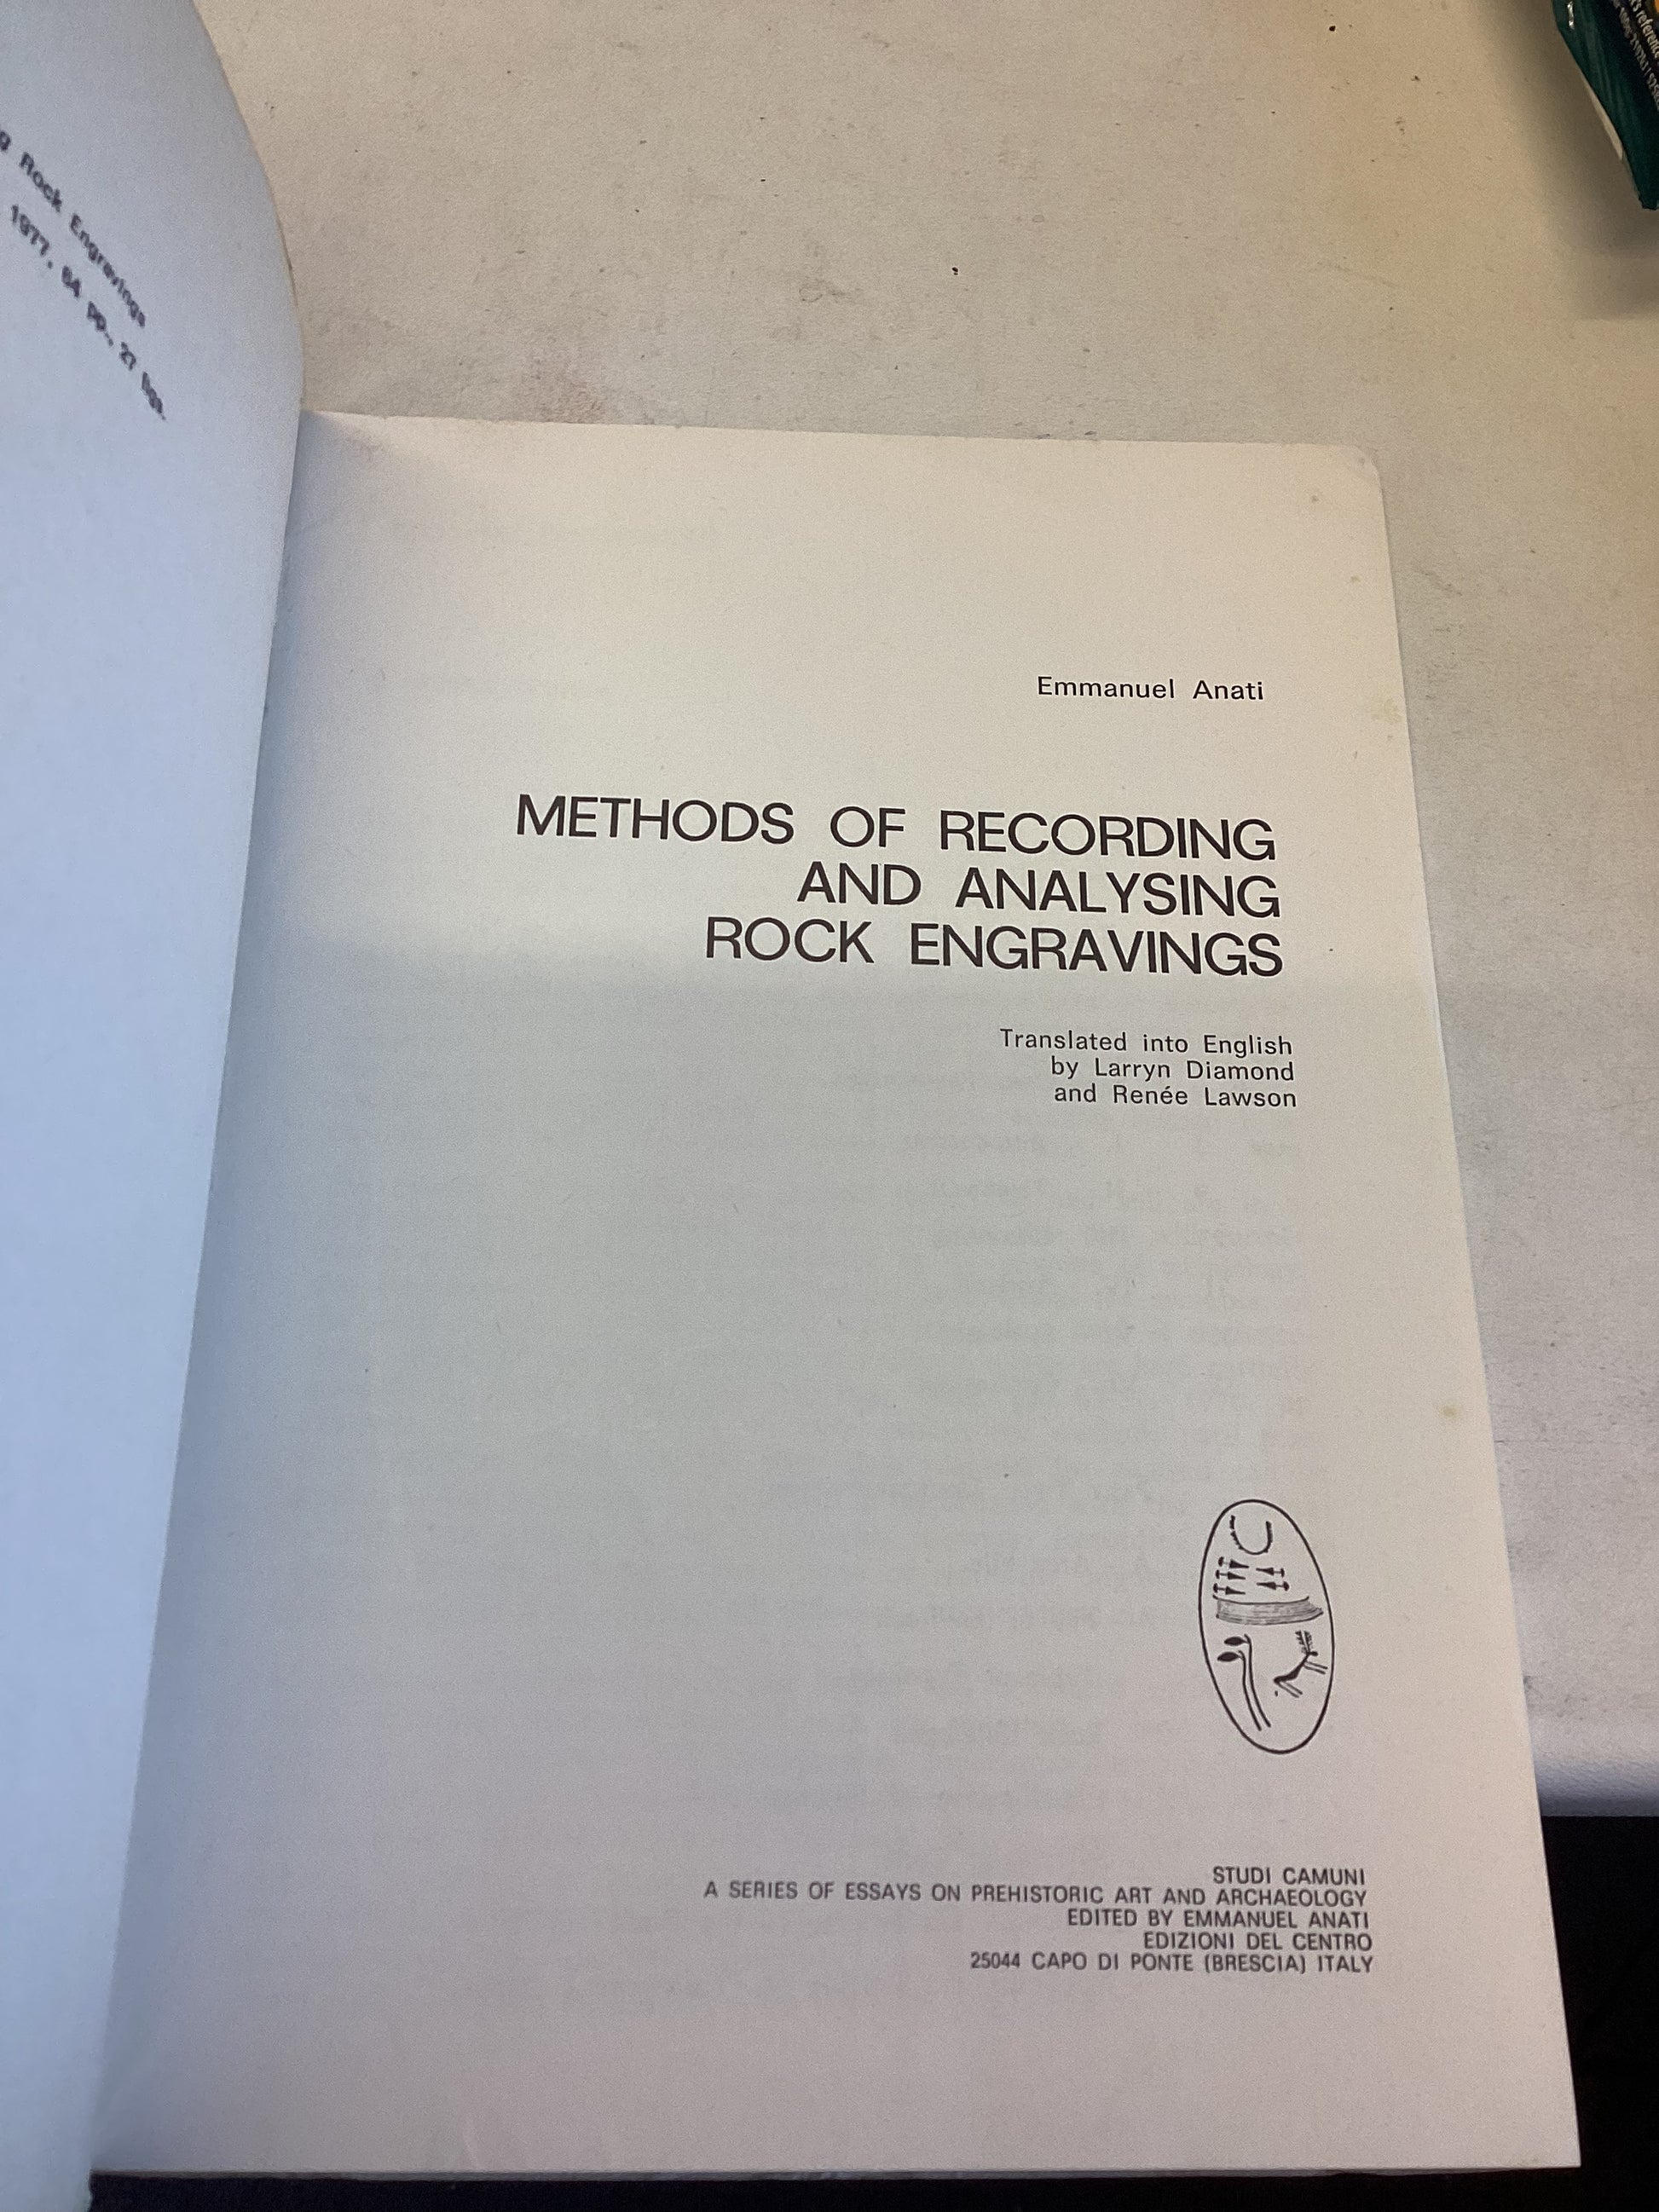 Rock Engravings
1977. 64 pp., 27 figs.
Emmanuel Anati
METHODS OF RECORDING
AND ANALYSING
ROCK ENGRAVINGS
Translated into English
by Larryn Diamond
and Renée Lawson
STUDI CAMUNI
A SERIES OF ESSAYS ON PREHISTORIC ART AND ARCHAEOLOGY
EDITED BY EMMANUEL ANATI
EDIZIONI DEL CENTRO
25044 CAPO DI PONTE (BRESCIA) ITALY